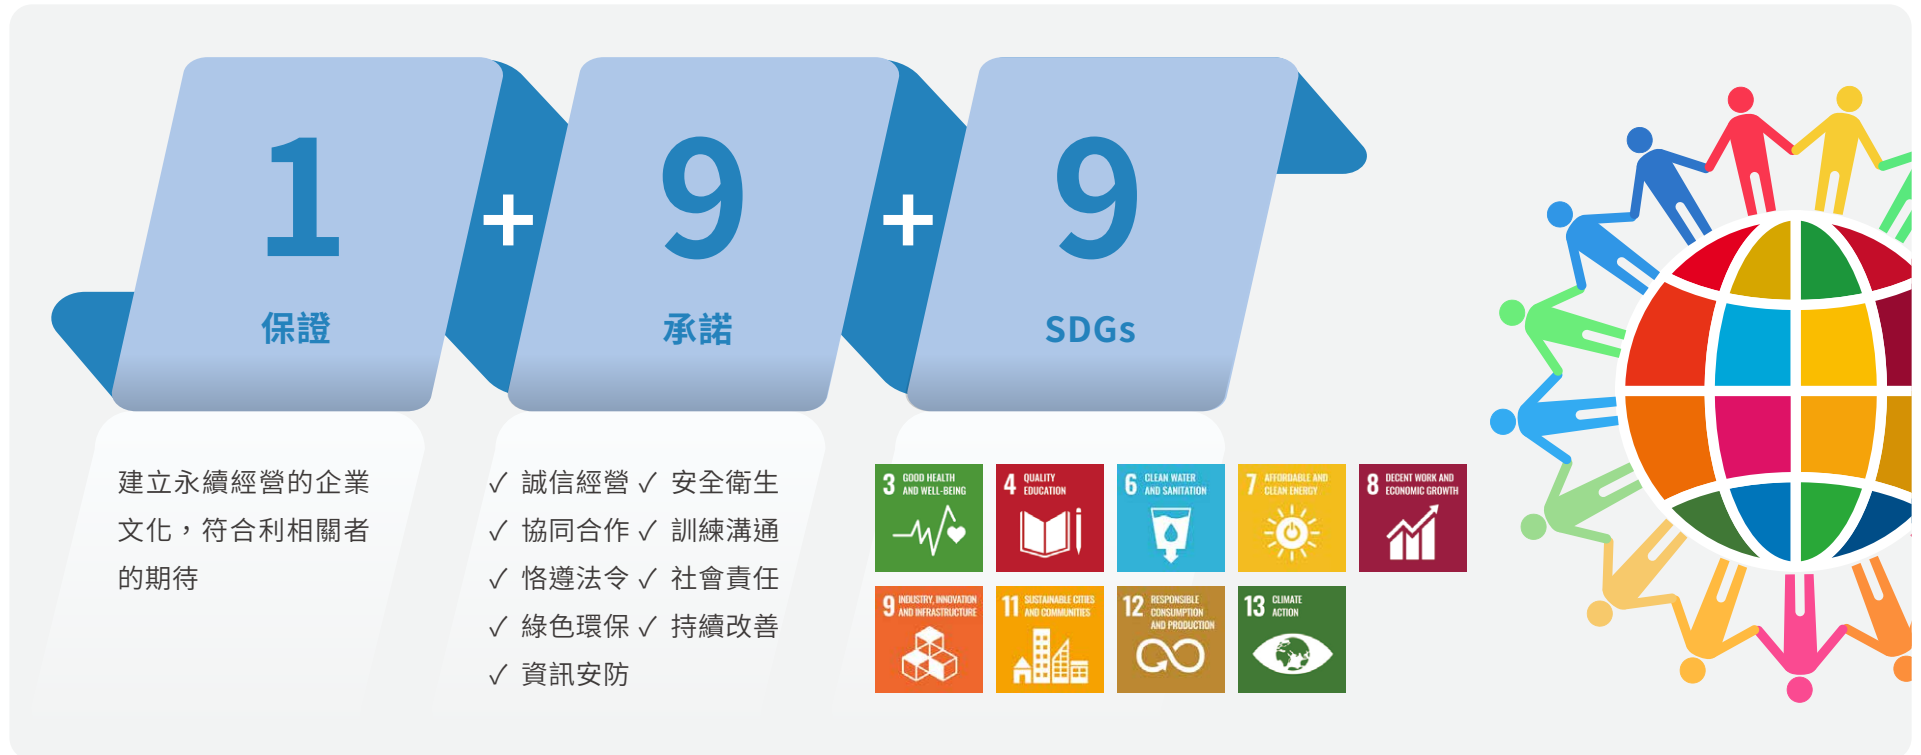 1
保證
+
9
承諾
+
9
SDGs
建立永續經營的企業
文化，符合利相關者
的期待
✓ 誠信經營 ✓ 安全衛生
✓ 協同合作 ✓ 訓練溝通
✓ 恪遵法令 ✓ 社會責任
✓ 綠色環保 ✓ 持續改善
✓ 資訊安防
3 GOOD HEALTH
AND WELL-BEING
4 QUALITY
EDUCATION
6 CLEAN WATER
AND SANITATION
7 AFFORDABLE AND
CLEAN ENERGY
8 DECENT WORK AND
ECONOMIC GROWTH
9 INDUSTRY, INNOVATION
AND INFRASTRUCTURE
11 SUSTAINABLE CITIES
AND COMMUNITIES
12 RESPONSIBLE
CONSUMPTION
AND PRODUCTION
13 CLIMATE
ACTION